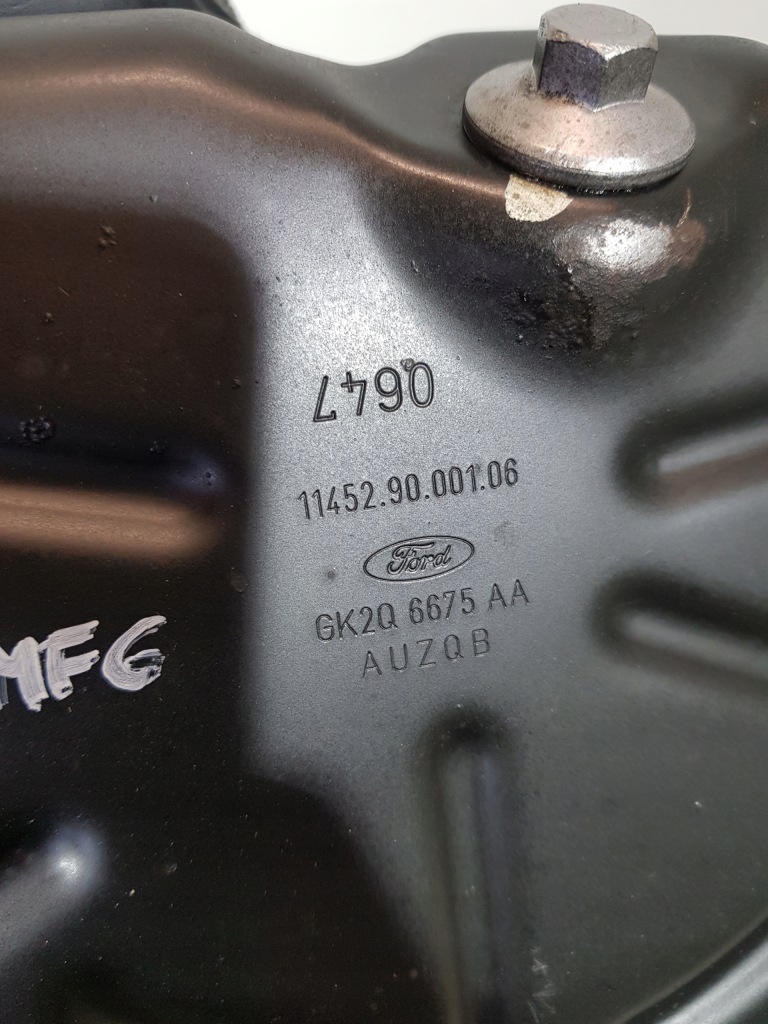 0647
11452.90.001.06
Ford
GK2Q 6675 AA
AUZQB
MFG